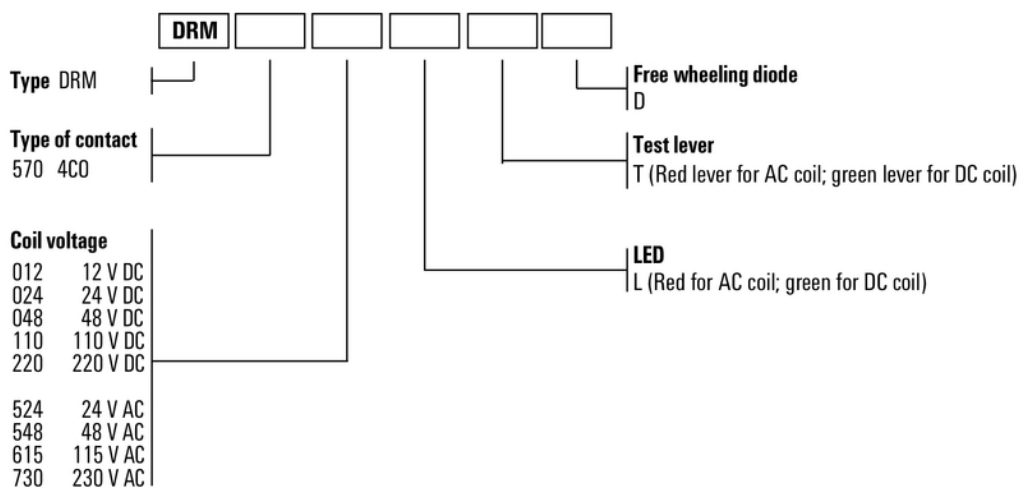 DRM
Type DRM
Type of contact
570 4CO
Coil voltage
012 12 V DC
024 24 V DC
048 48 V DC
110 110 V DC
220 220 V DC
524 24 V AC
548 48 V AC
615 115 V AC
730 230 V AC
Free wheeling diode
D
Test lever
T (Red lever for AC coil; green lever for DC coil)
LED
L (Red for AC coil; green for DC coil)